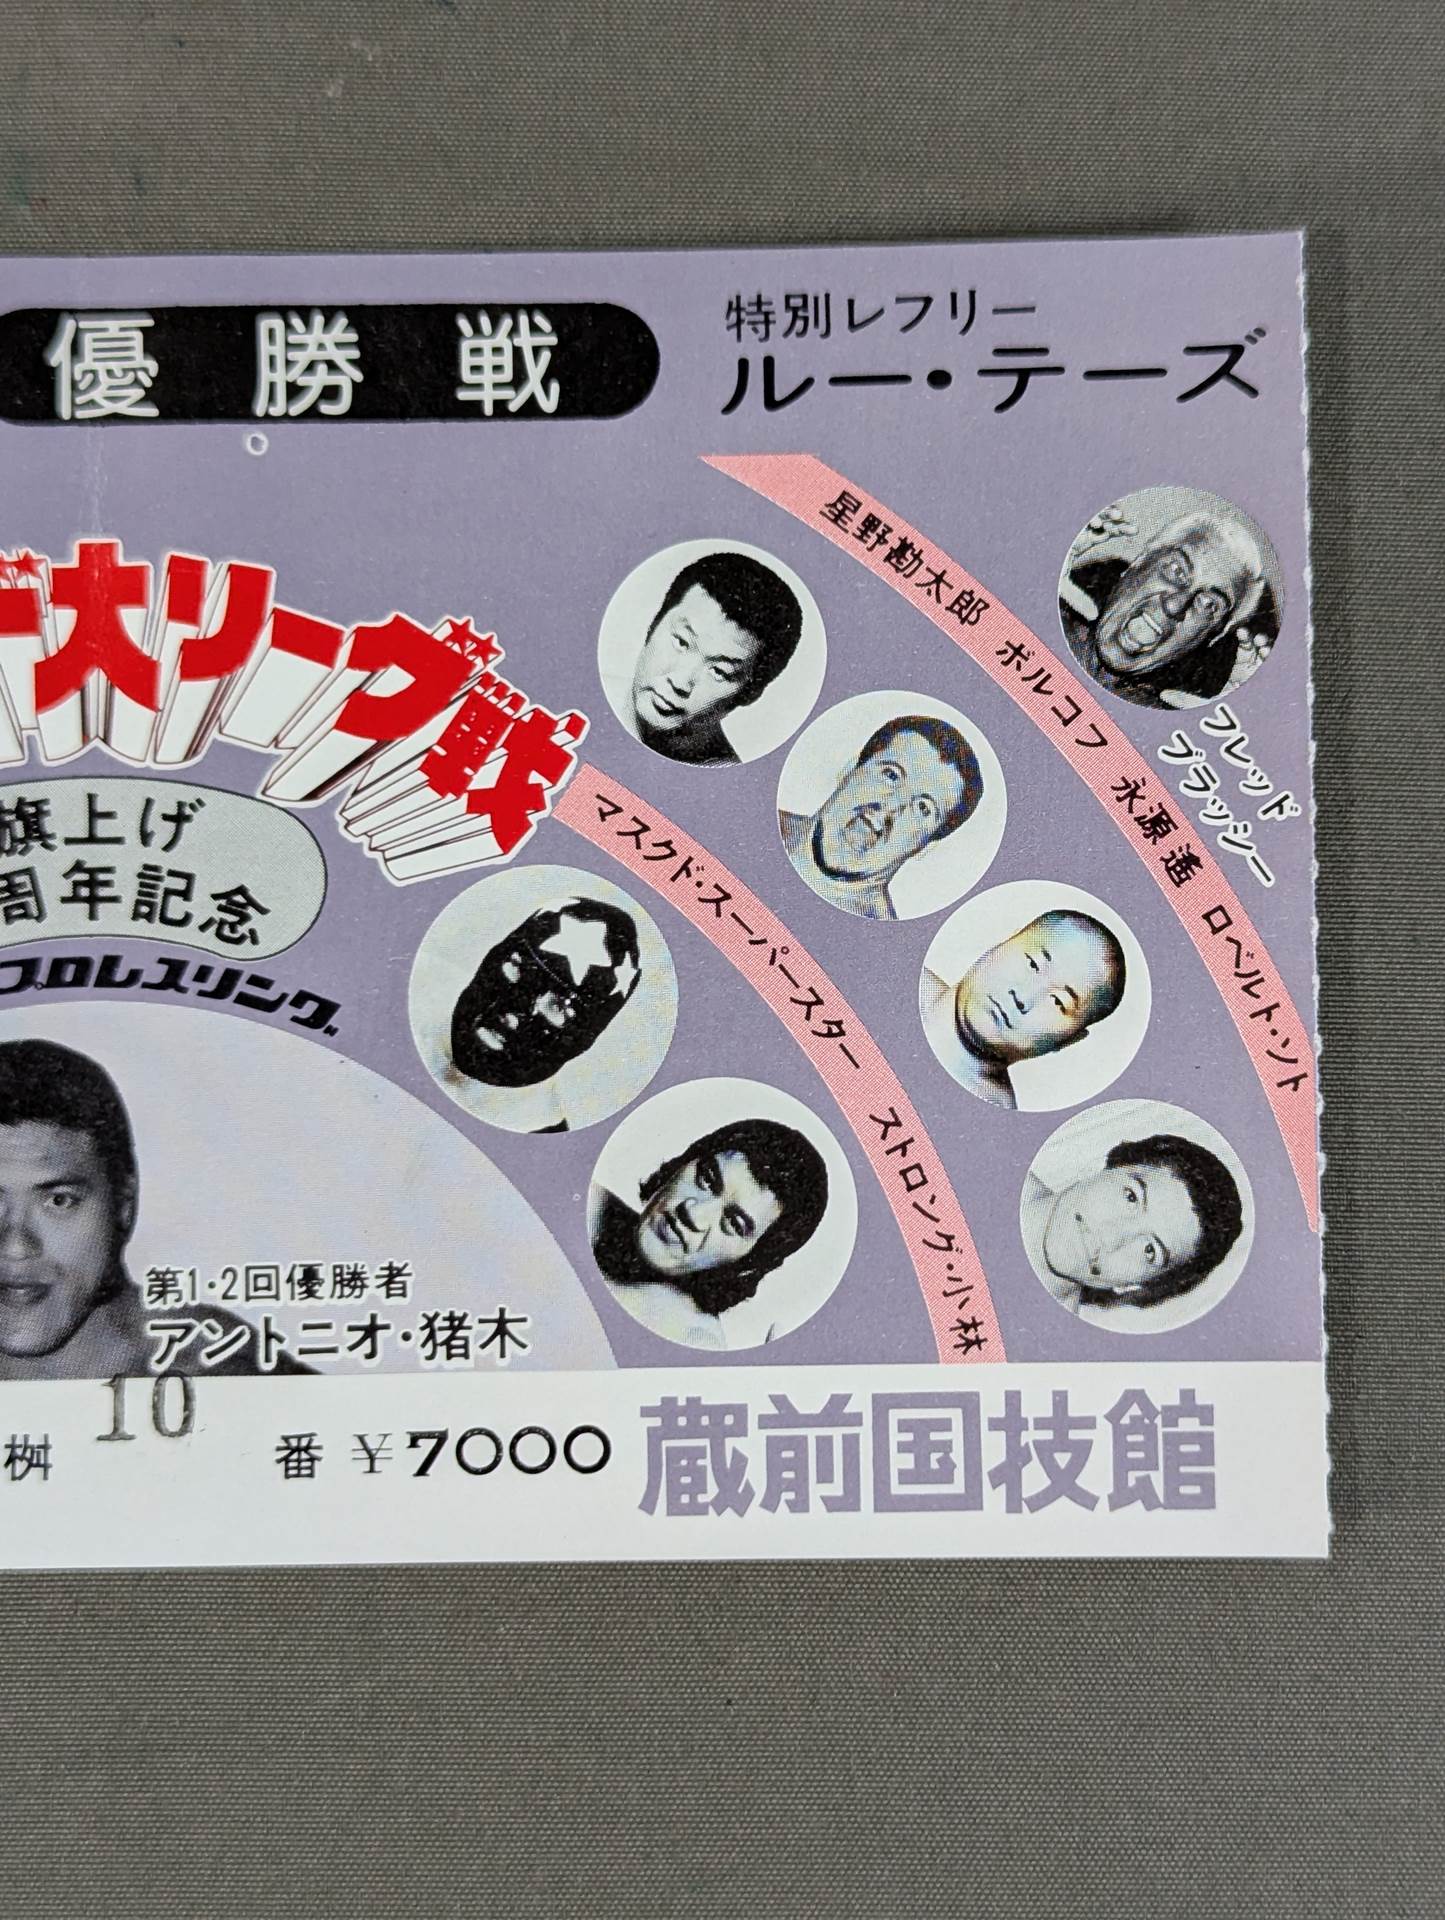 優勝戦
特別レフリー
ルー・テーズ
大リーグ戦
旗上げ
周年記念
プロレスリング
星野勘太郎 ボルコフ 永源遙 ロベルト・ソト
フレッド
ブラッシー
マスクド・スーパースター ストロング・小林
第1・2回優勝者
アントニオ・猪木
桝 10 番 ¥7000
蔵前国技館